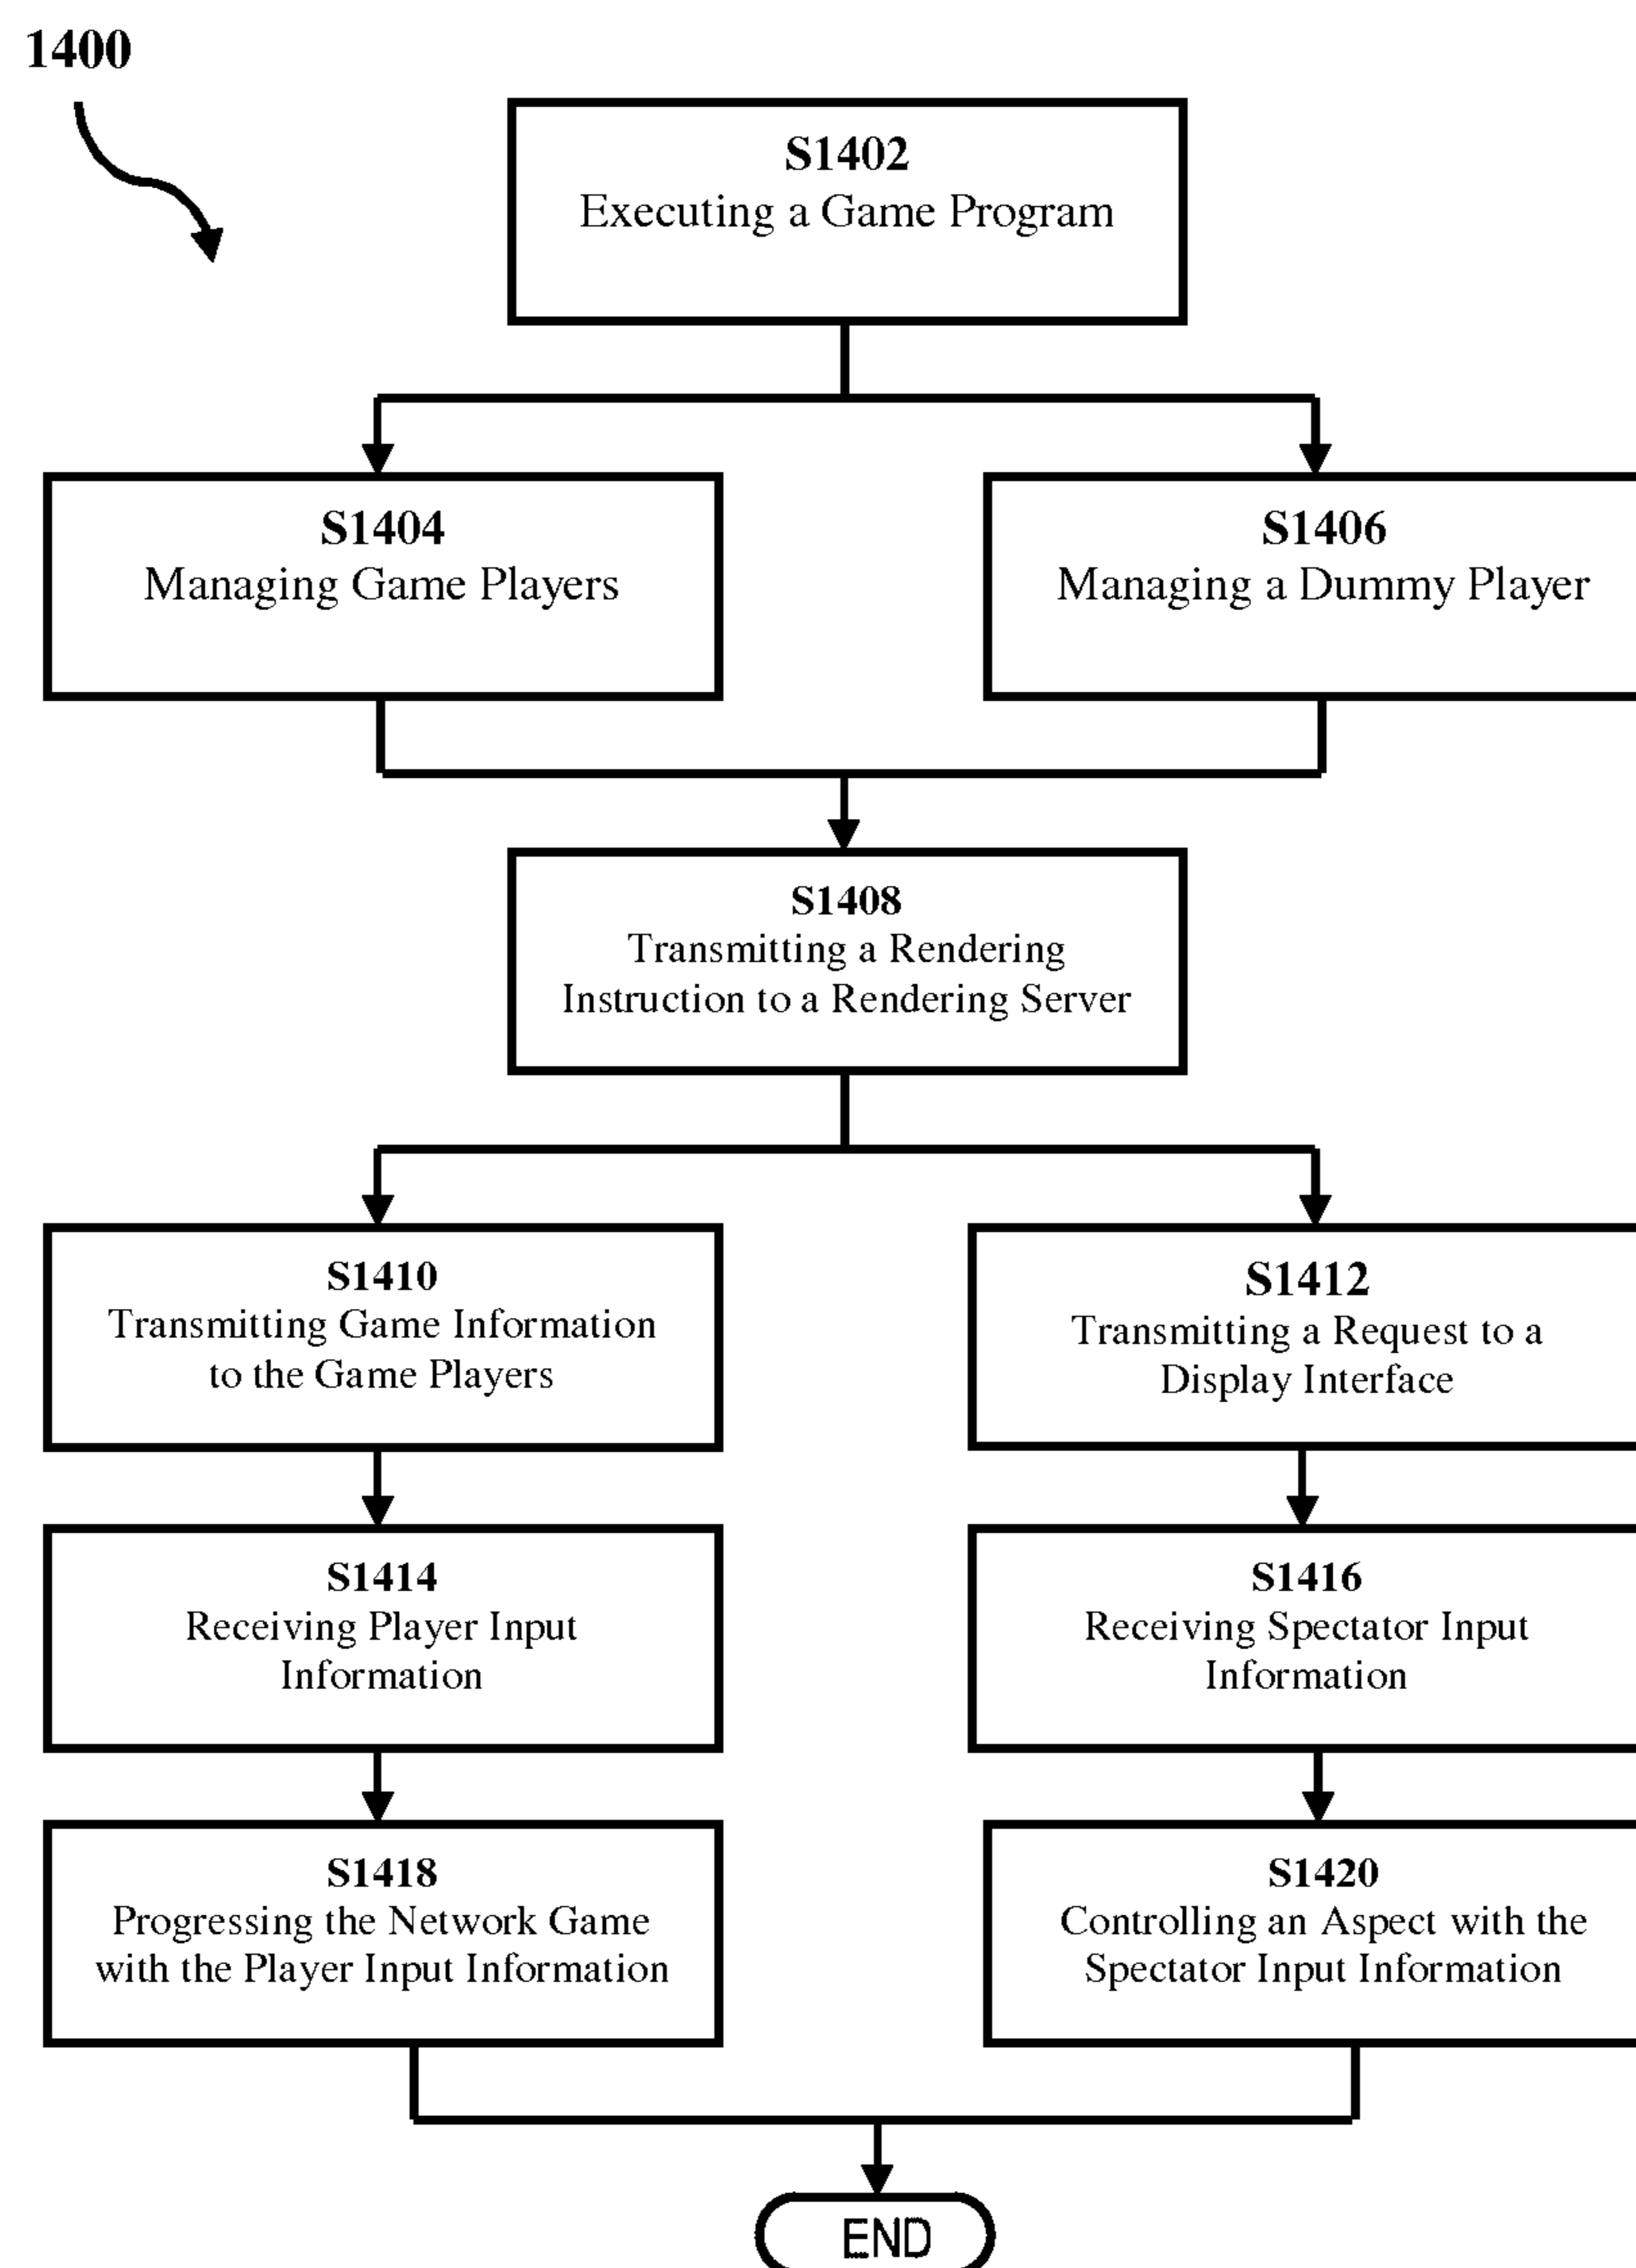 1400
S1402
Executing a Game Program
S1404
Managing Game Players
S1406
Managing a Dummy Player
S1408
Transmitting a Rendering
Instruction to a Rendering Server
S1410
Transmitting Game Information
to the Game Players
S1412
Transmitting a Request to a
Display Interface
S1414
Receiving Player Input
Information
S1416
Receiving Spectator Input
Information
S1418
Progressing the Network Game
with the Player Input Information
S1420
Controlling an Aspect with the
Spectator Input Information
END